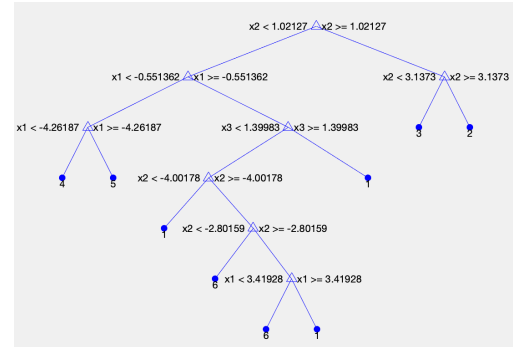 x2 < 1.02127 x2 >= 1.02127
x1 < -0.551362 x1 >= -0.551362 x2 < 3.1373 x2 >= 3.1373
x1 < -4.26187 x1 >= -4.26187 x3 < 1.39983 x3 >= 1.39983 3 2
4 5 x2 < -4.00178 x2 >= -4.00178 1
1 x2 < -2.80159 x2 >= -2.80159
6 x1 < 3.41928 x1 >= 3.41928
6 1